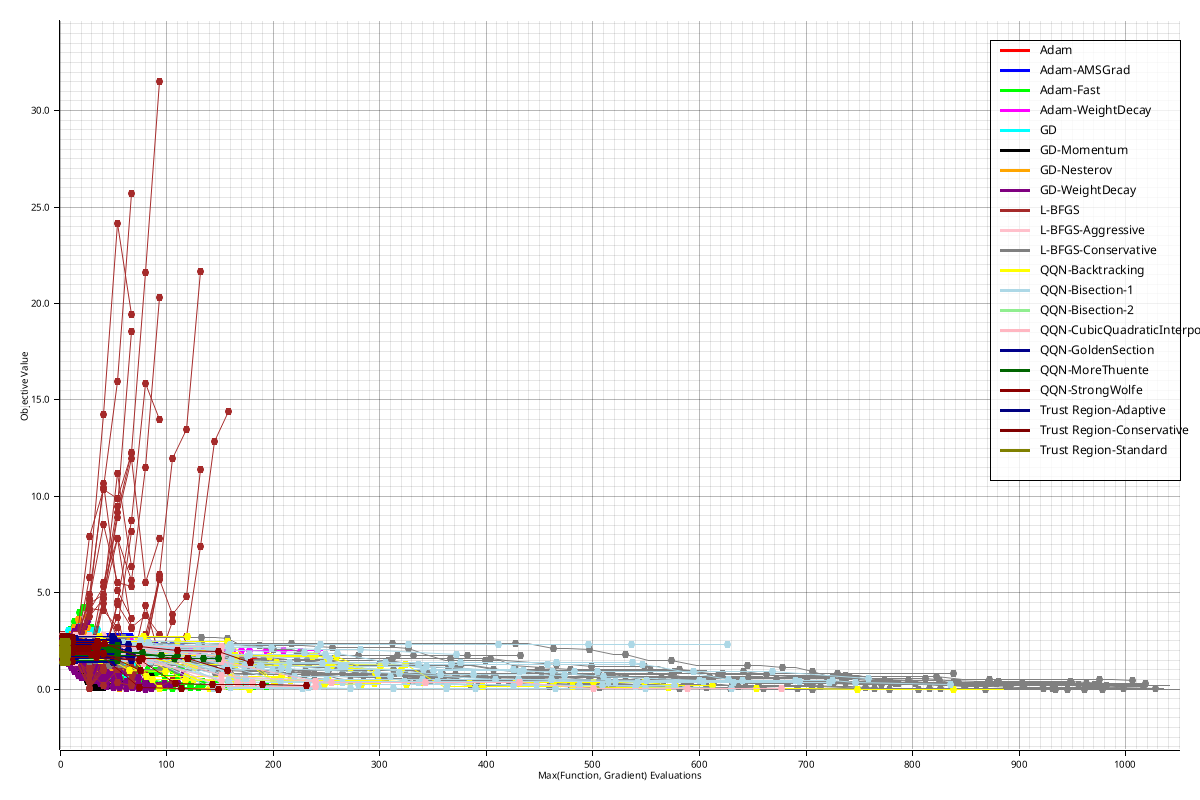 30.0
25.0
20.0
15.0
10.0
5.0
0.0
Objective Value
0 100 200 300 400 500 600 700 800 900 1000
Max(Function, Gradient) Evaluations
Adam
Adam-AMSGrad
Adam-Fast
Adam-WeightDecay
GD
GD-Momentum
GD-Nesterov
GD-WeightDecay
L-BFGS
L-BFGS-Aggressive
L-BFGS-Conservative
QQN-Backtracking
QQN-Bisection-1
QQN-Bisection-2
QQN-CubicQuadraticInterpo
QQN-GoldenSection
QQN-MoreThuente
QQN-StrongWolfe
Trust Region-Adaptive
Trust Region-Conservative
Trust Region-Standard